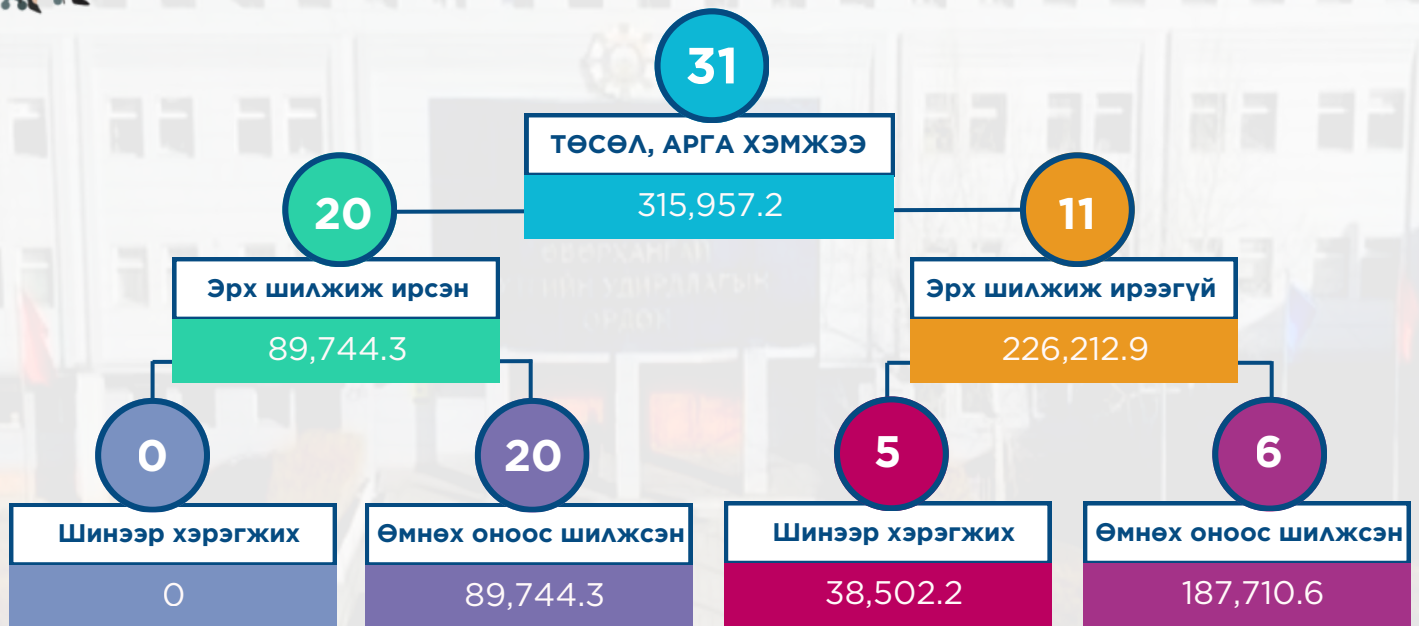 31
ТӨСӨЛ, АРГА ХЭМЖЭЭ
315,957.2
20
Эрх шилжиж ирсэн
89,744.3
11
Эрх шилжиж ирээгүй
226,212.9
0
Шинээр хэрэгжих
0
20
Өмнөх оноос шилжсэн
89,744.3
5
Шинээр хэрэгжих
38,502.2
6
Өмнөх оноос шилжсэн
187,710.6